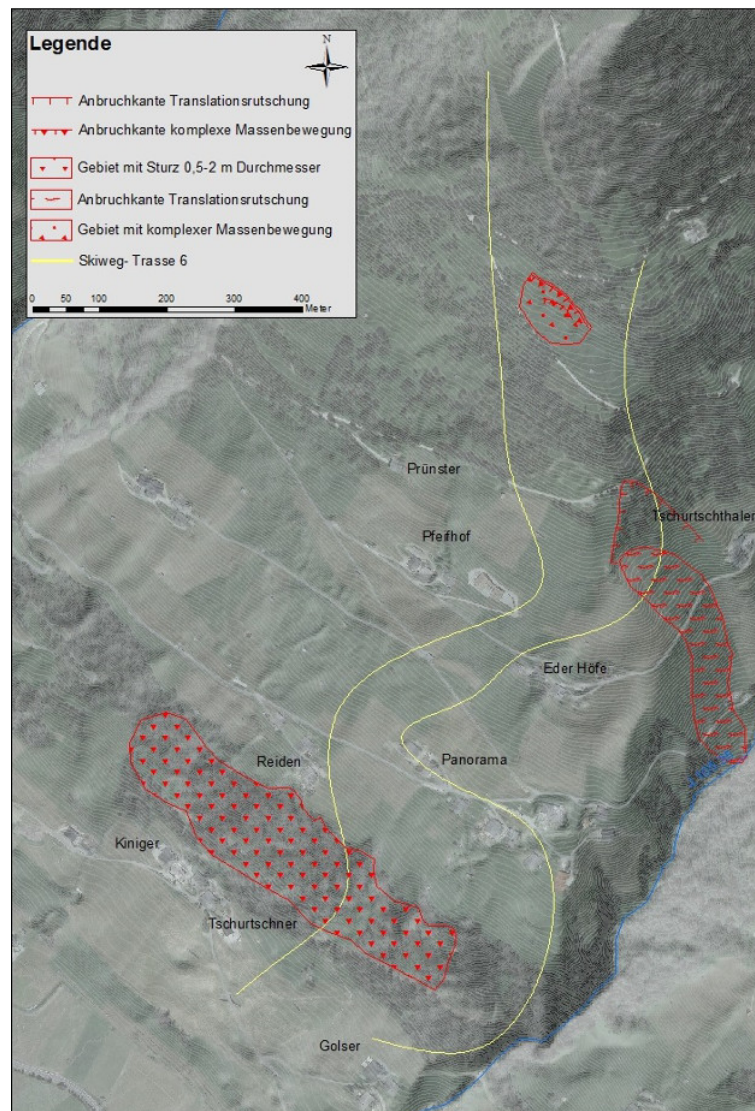 Legende
N
Anbruchkante Translationsrutschung
Anbruchkante komplexe Massenbewegung
Gebiet mit Sturz 0,5-2 m Durchmesser
Anbruchkante Translationsrutschung
Gebiet mit komplexer Massenbewegung
Skiweg- Trasse 6
0 50 100 200 300 400
Meter
Prünster
Tschurtschthaler
Pfeifhof
Eder Höfe
Reiden
Panorama
Kiniger
Tschurtschner
Golser